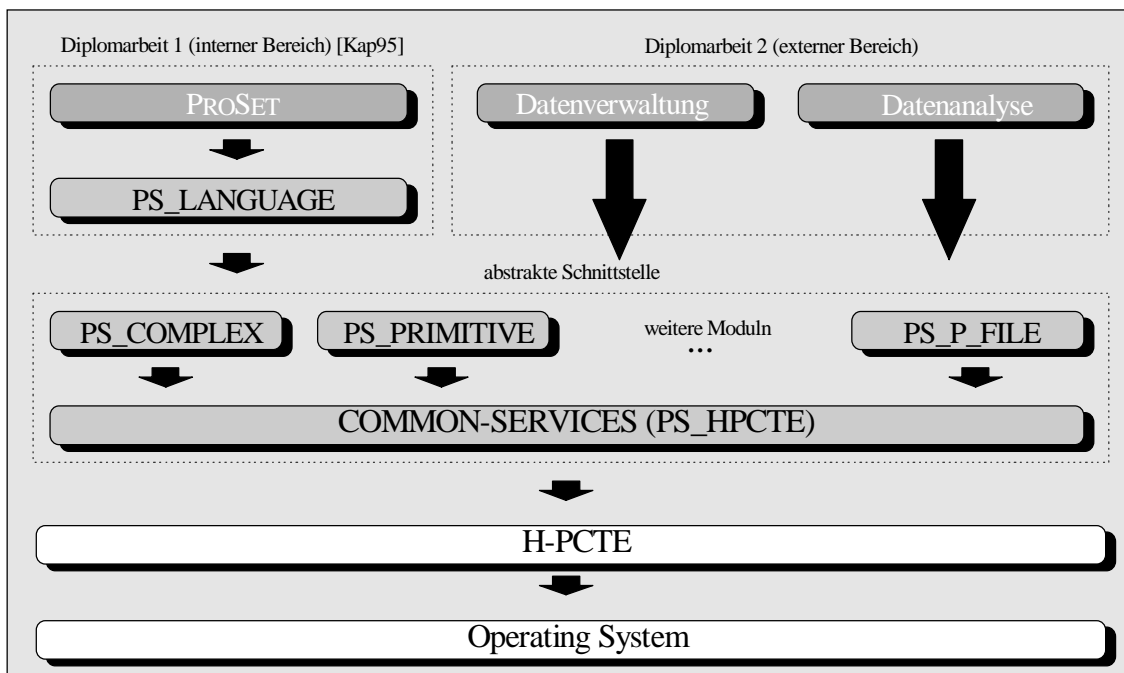 Diplomarbeit 1 (interner Bereich) [Kap95]
Diplomarbeit 2 (externer Bereich)
PROSET
Datenverwaltung
Datenanalyse
PS_LANGUAGE
abstrakte Schnittstelle
PS_COMPLEX
PS_PRIMITIVE
weitere Moduln
...
PS_P_FILE
COMMON-SERVICES (PS_HPCTE)
H-PCTE
Operating System